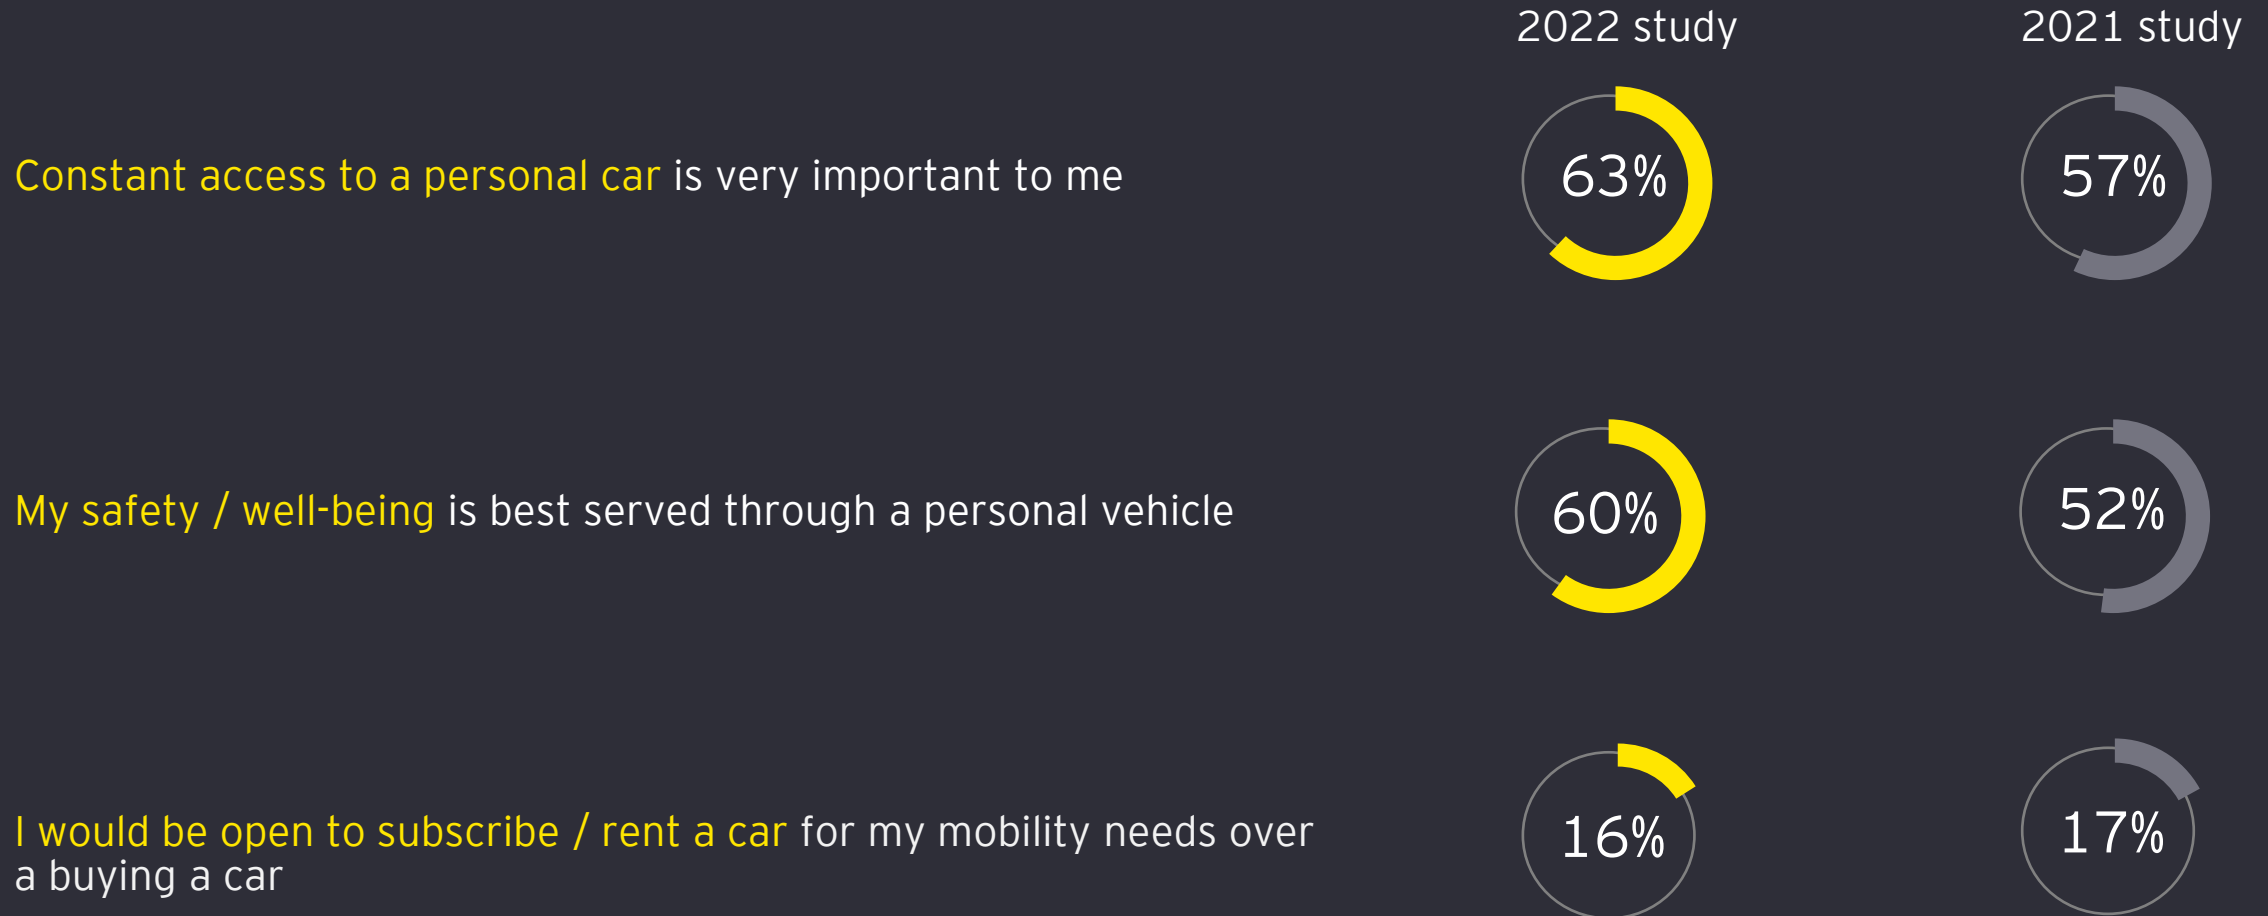 2022 study 2021 study
Constant access to a personal car is very important to me 63% 57%
My safety / well-being is best served through a personal vehicle 60% 52%
I would be open to subscribe / rent a car for my mobility needs over
a buying a car
16% 17%